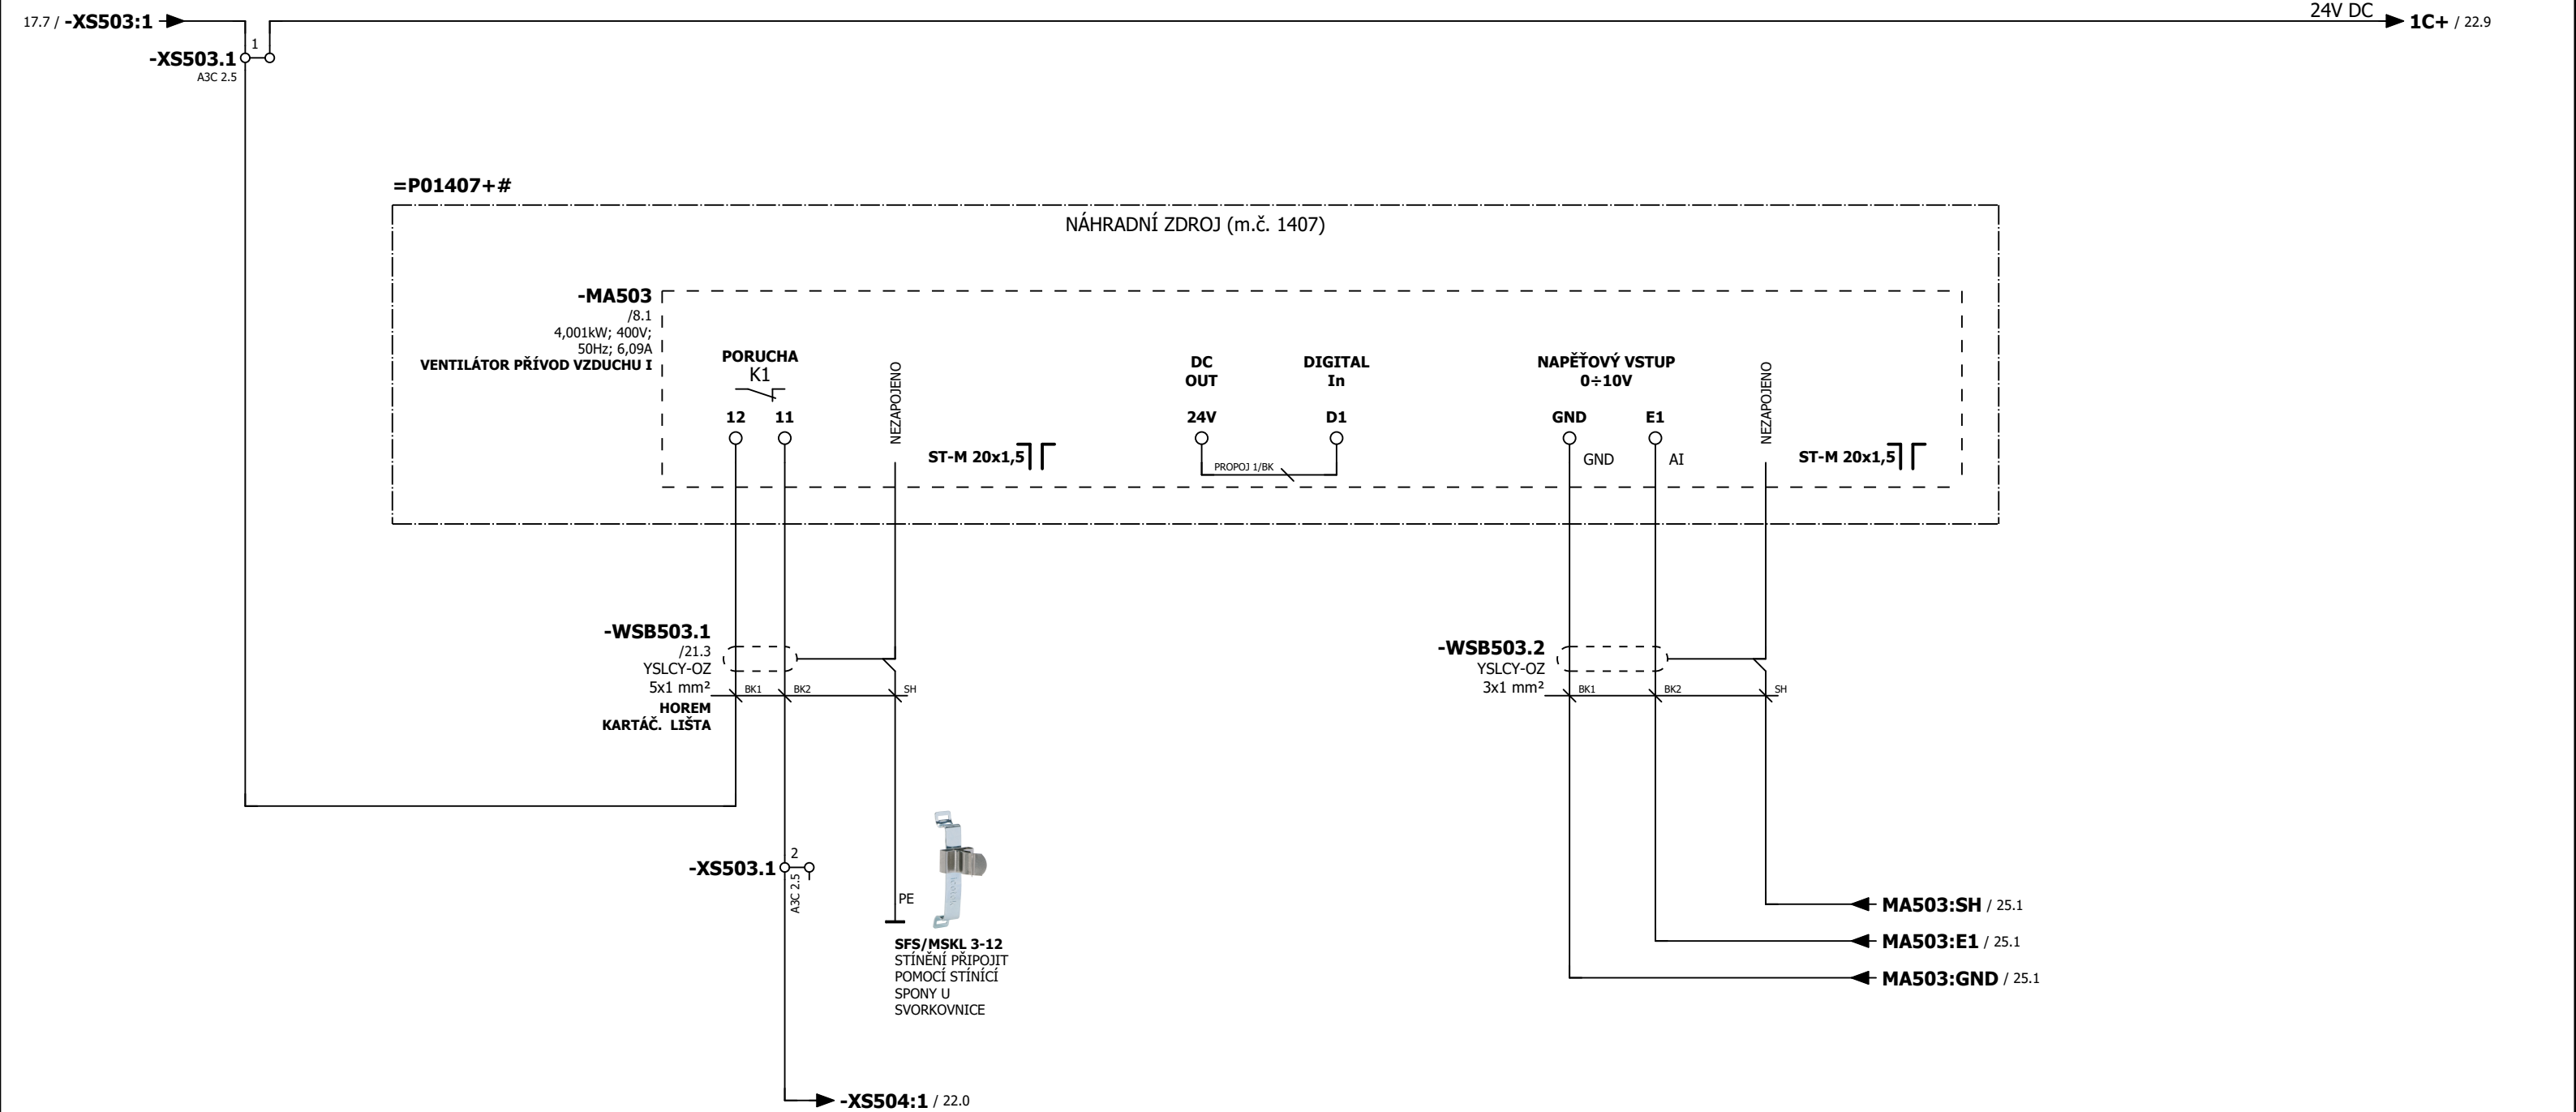 17.7 / -XS503:1
24V DC
1C+ / 22.9
1
-XS503.1
A3C 2.5
=P01407+#
NÁHRADNÍ ZDROJ (m.č. 1407)
-MA503
/8.1
4,001kW; 400V;
50Hz; 6,09A
VENTILÁTOR PŘÍVOD VZDUCHU I
PORUCHA
K1
12
11
NEZAPOJENO
ST-M 20x1,5
DC
OUT
24V
DIGITAL
In
D1
PROPOJ 1/BK
NAPĚŤOVÝ VSTUP
0÷10V
GND
E1
GND
AI
NEZAPOJENO
ST-M 20x1,5
-WSB503.1
/21.3
YSLCY-OZ
5x1 mm²
HOREM
KARTÁČ. LIŠTA
BK1
BK2
SH
-WSB503.2
YSLCY-OZ
3x1 mm²
BK1
BK2
SH
-XS503.1
2
A3C 2.5
PE
SFS/MSKL 3-12
STÍNĚNÍ PŘIPOJIT
POMOCÍ STÍNÍCÍ
SPONY U
SVORKOVNICE
MA503:SH / 25.1
MA503:E1 / 25.1
MA503:GND / 25.1
-XS504:1 / 22.0